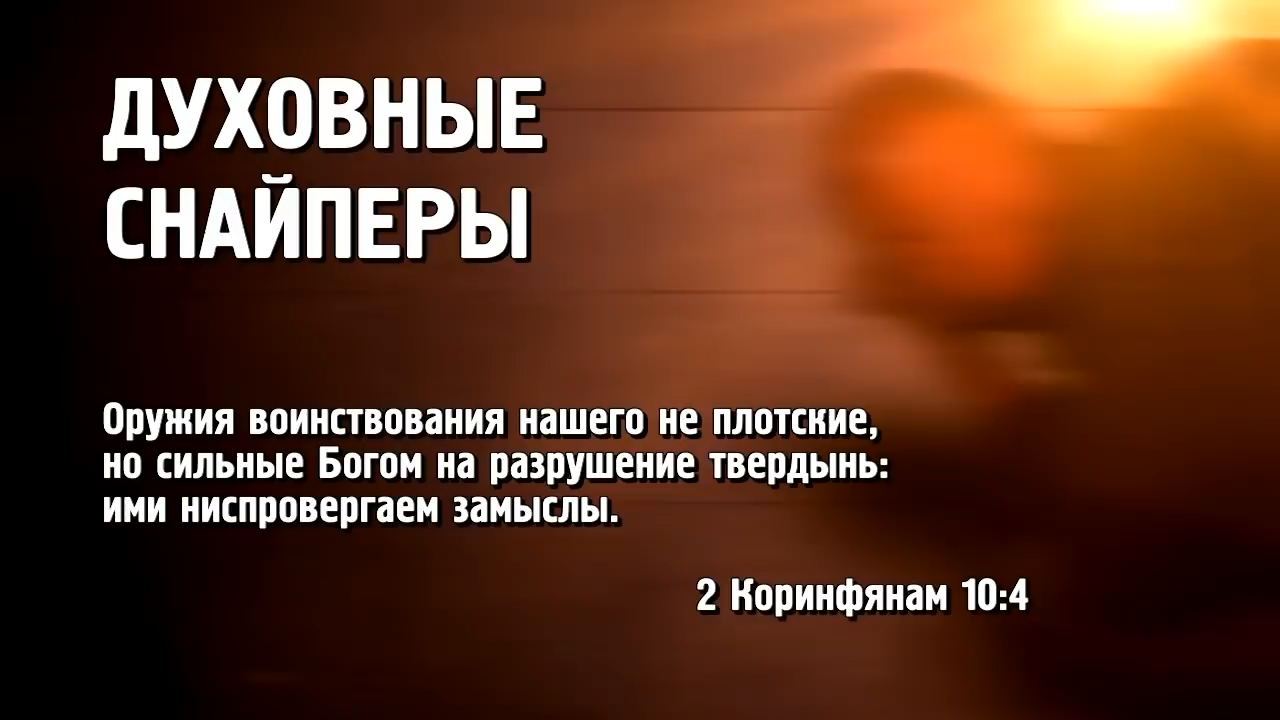 ДУХОВНЫЕ
СНАЙПЕРЫ
Оружия воинствования нашего не плотские,
но сильные Богом на разрушение твердынь:
ими ниспровергаем замыслы.
2 Коринфянам 10:4